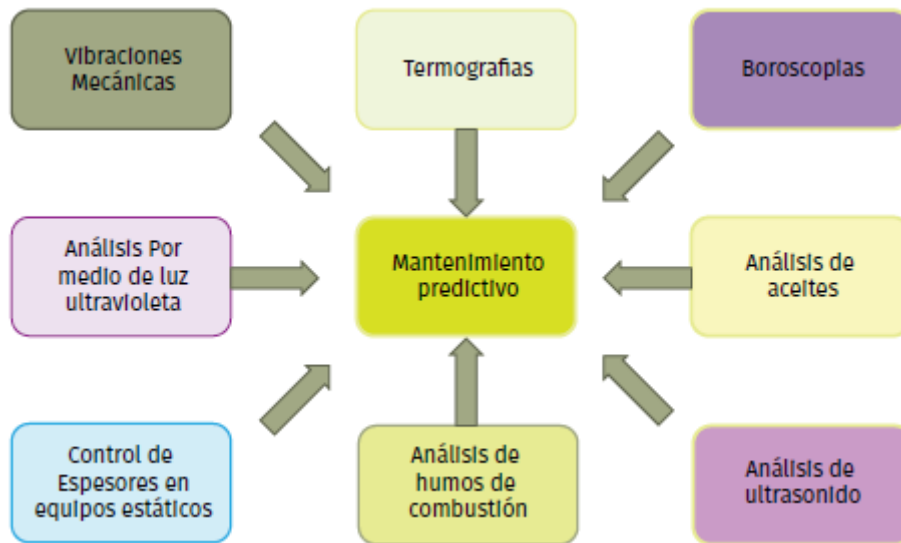 Vibraciones
Mecánicas
Termografias
Boroscopias
Análisis Por
medio de luz
ultravioleta
Mantenimiento
predictivo
Análisis de
aceites
Control de
Espesores en
equipos estáticos
Análisis de
humos de
combustión
Análisis de
ultrasonido